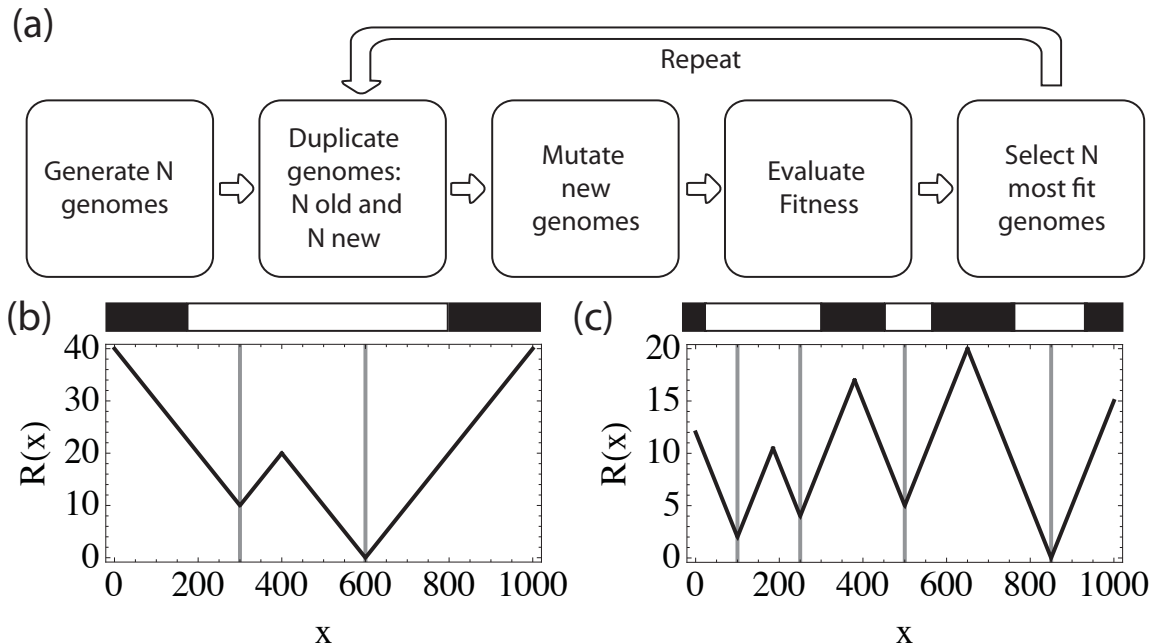 (a)
Repeat
Generate N
genomes
Duplicate
genomes:
N old and
N new
Mutate
new
genomes
Evaluate
Fitness
Select N
most fit
genomes
(b)
40
30
20
10
0
R(x)
0 200 400 600 800 1000
x
(c)
20
15
10
5
0
R(x)
0 200 400 600 800 1000
x